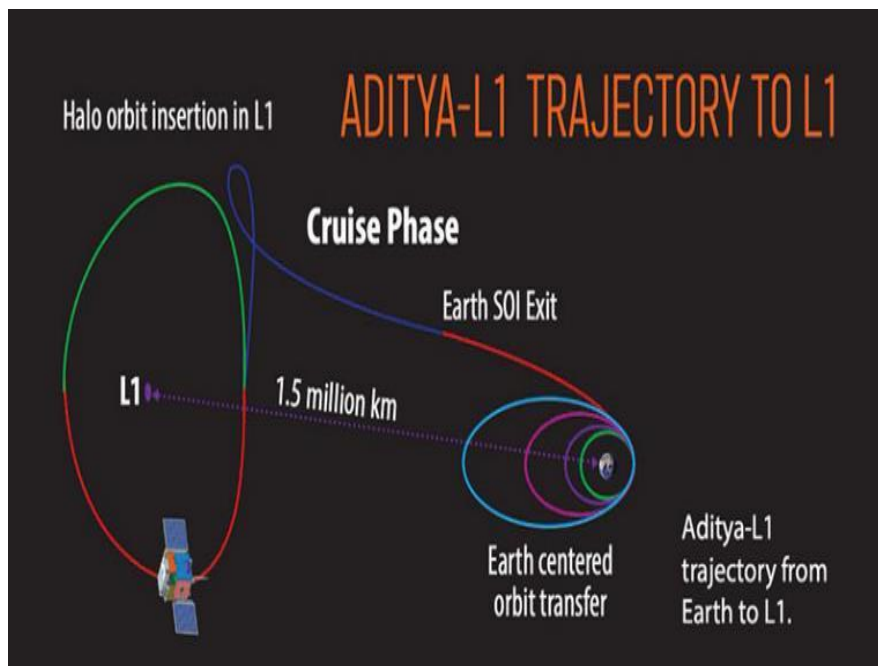 ADITYA-L1 TRAJECTORY TO L1
Halo orbit insertion in L1
Cruise Phase
Earth SOI Exit
L1
1.5 million km
Earth centered
orbit transfer
Aditya-L1
trajectory from
Earth to L1.